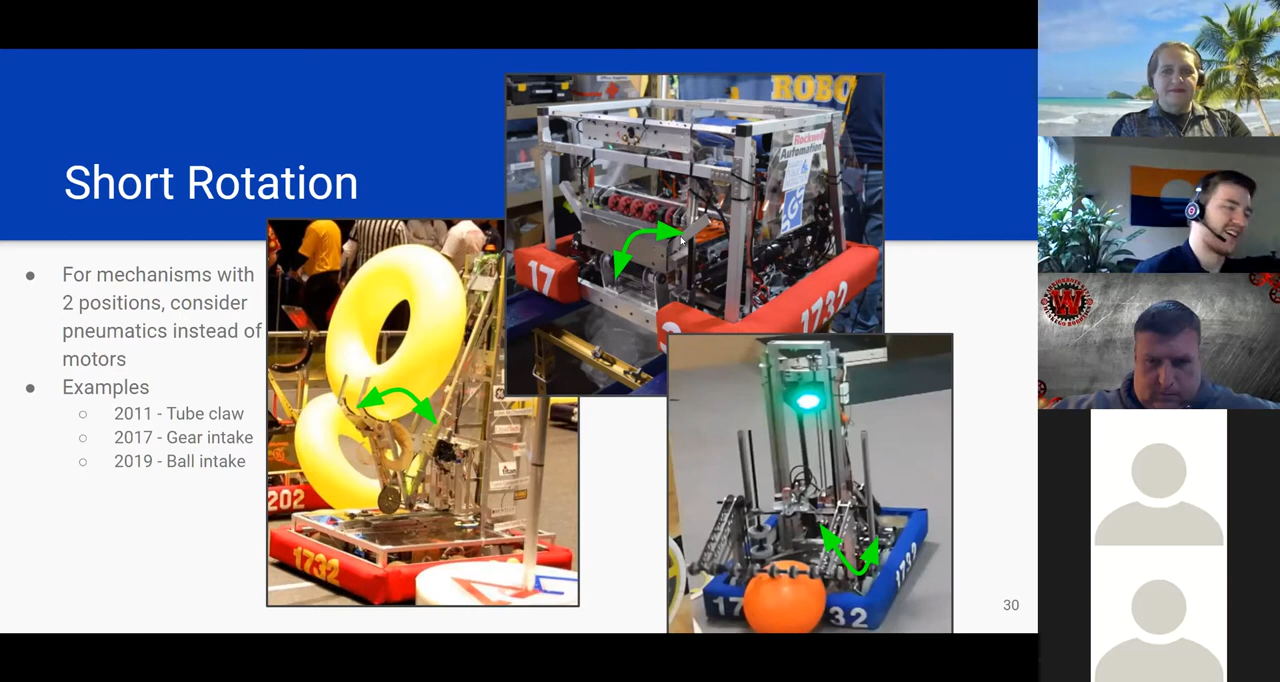 Short Rotation
● For mechanisms with
2 positions, consider
pneumatics instead of
motors
● Examples
○ 2011 - Tube claw
○ 2017 - Gear intake
○ 2019 - Ball intake
ROBO
Rockwell
Automation
17
1732
202
1732
17
32
1732
30
W